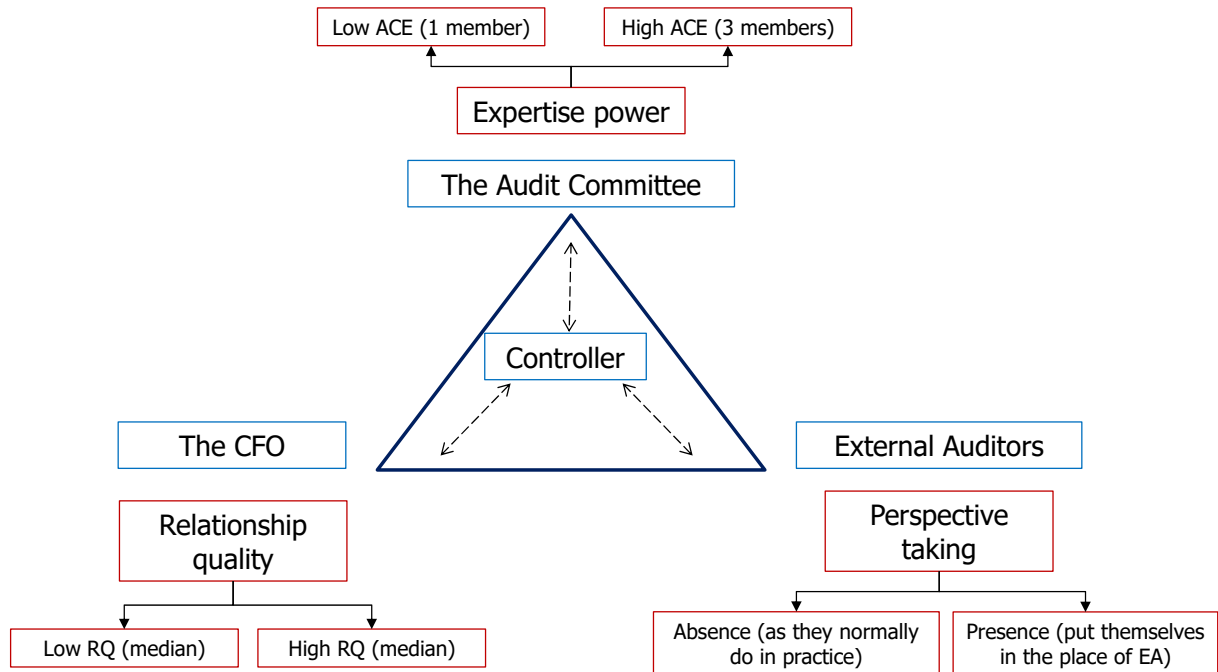 Low ACE (1 member)
High ACE (3 members)
Expertise power
The Audit Committee
Controller
The CFO
External Auditors
Relationship
quality
Perspective
taking
Low RQ (median)
High RQ (median)
Absence (as they normally
do in practice)
Presence (put themselves
in the place of EA)